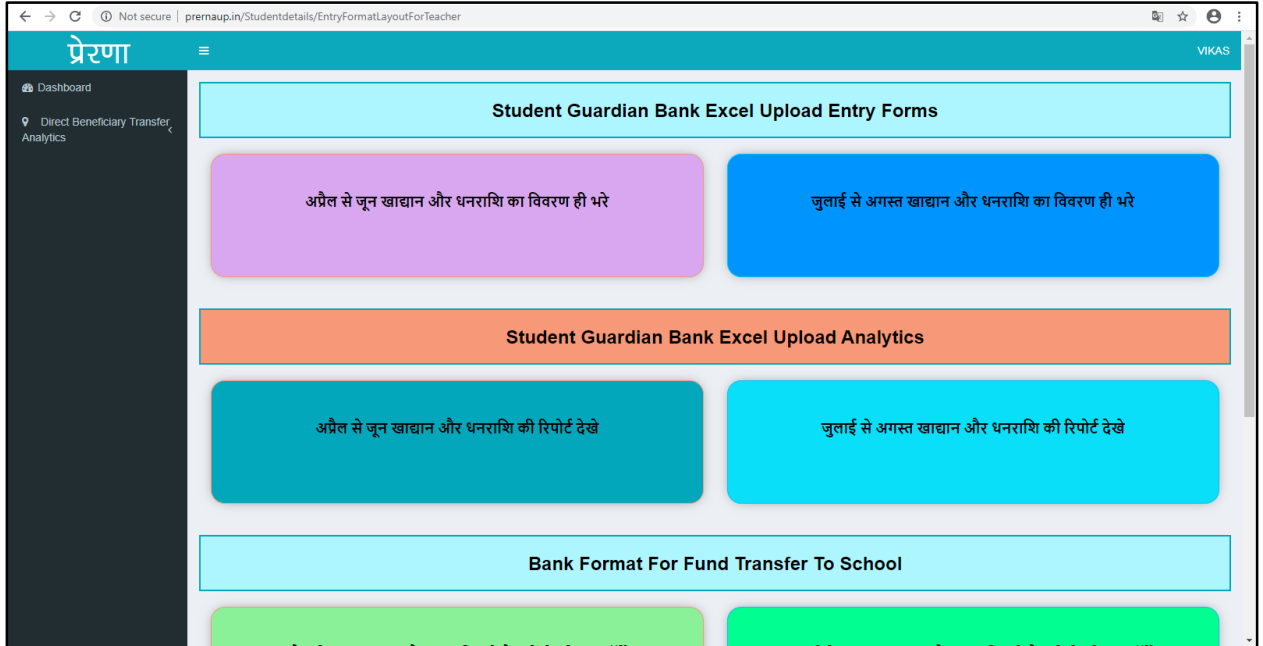 Not secure | prernaup.in/Studentdetails/EntryFormatLayoutForTeacher
प्रेरणा
VIKAS
Dashboard
Direct Beneficiary Transfer
Analytics
Student Guardian Bank Excel Upload Entry Forms
अप्रैल से जून खाद्यान और धनराशि का विवरण ही भरे
जुलाई से अगस्त खाद्यान और धनराशि का विवरण ही भरे
Student Guardian Bank Excel Upload Analytics
अप्रैल से जून खाद्यान और धनराशि की रिपोर्ट देखे
जुलाई से अगस्त खाद्यान और धनराशि की रिपोर्ट देखे
Bank Format For Fund Transfer To School